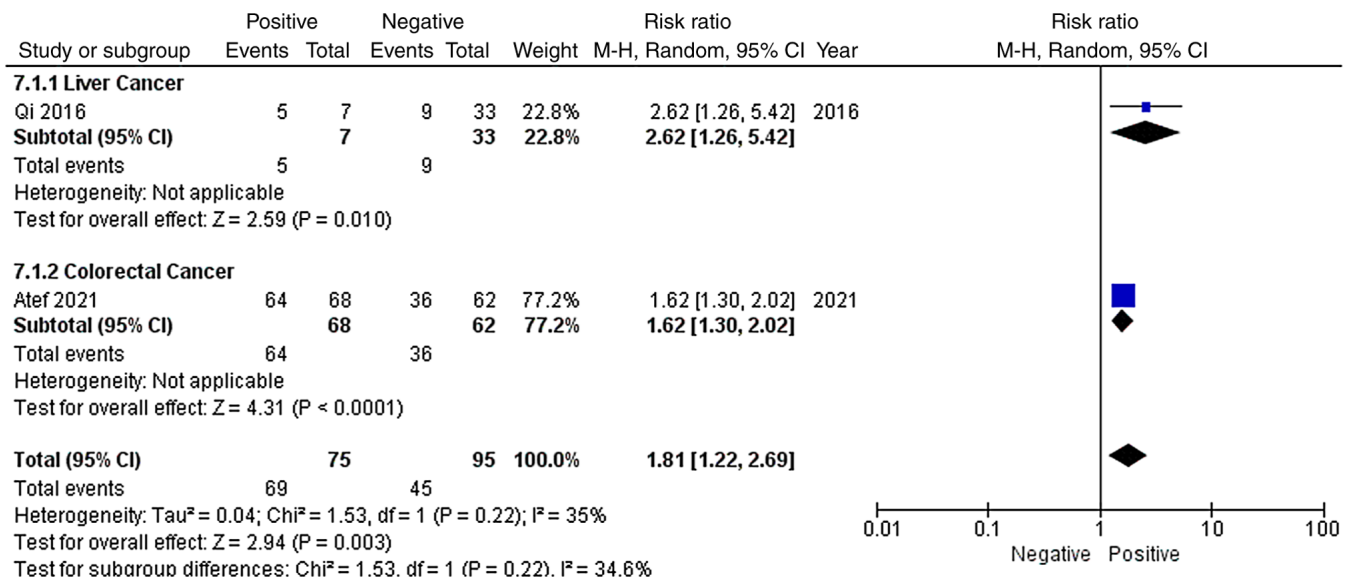 Positive Negative Risk ratio Risk ratio
Study or subgroup Events Total Events Total Weight M-H, Random, 95% CI Year M-H, Random, 95% CI
7.1.1 Liver Cancer
Qi 2016 5 7 9 33 22.8% 2.62 [1.26, 5.42] 2016
Subtotal (95% CI) 7 33 22.8% 2.62 [1.26, 5.42]
Total events 5 9
Heterogeneity: Not applicable
Test for overall effect: Z = 2.59 (P = 0.010)
7.1.2 Colorectal Cancer
Atef 2021 64 68 36 62 77.2% 1.62 [1.30, 2.02] 2021
Subtotal (95% CI) 68 62 77.2% 1.62 [1.30, 2.02]
Total events 64 36
Heterogeneity: Not applicable
Test for overall effect: Z = 4.31 (P < 0.0001)
Total (95% CI) 75 95 100.0% 1.81 [1.22, 2.69]
Total events 69 45
Heterogeneity: Tau² = 0.04; Chi² = 1.53, df = 1 (P = 0.22); I² = 35%
Test for overall effect: Z = 2.94 (P = 0.003)
Test for subgroup differences: Chi² = 1.53, df = 1 (P = 0.22), I² = 34.6%
0.01 0.1 1 10 100
Negative Positive